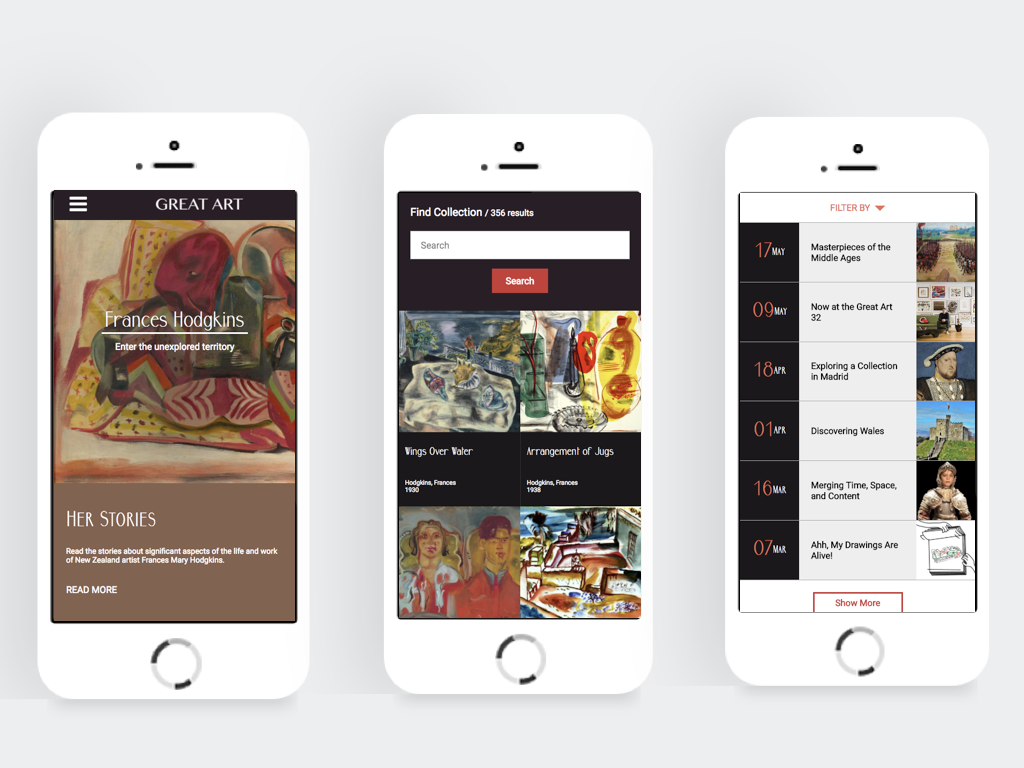 GREAT ART
Frances Hodgkins
Enter the unexplored territory
HER STORIES
Read the stories about significant aspects of the life and work
of New Zealand artist Frances Mary Hodgkins.
READ MORE
Find Collection / 356 results
Search
Search
Wings Over Water
Hodgkins, Frances
1930
Arrangement of Jugs
Hodgkins, Frances
1938
FILTER BY
17 MAY
Masterpieces of the
Middle Ages
09 MAY
Now at the Great Art
32
18 APR
Exploring a Collection
in Madrid
01 APR
Discovering Wales
16 MAR
Merging Time, Space,
and Content
07 MAR
Ahh, My Drawings Are
Alive!
Show More